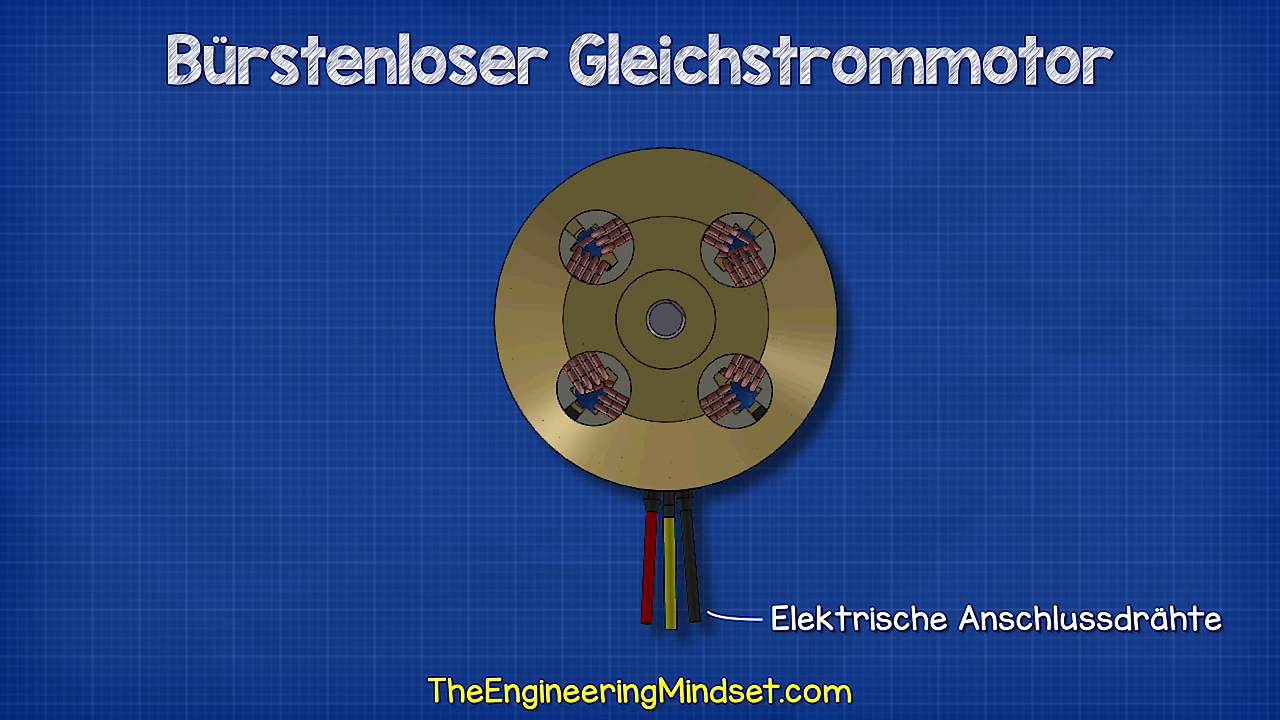 Bürstenloser Gleichstrommotor
Elektrische Anschlussdrähte
TheEngineeringMindset.com